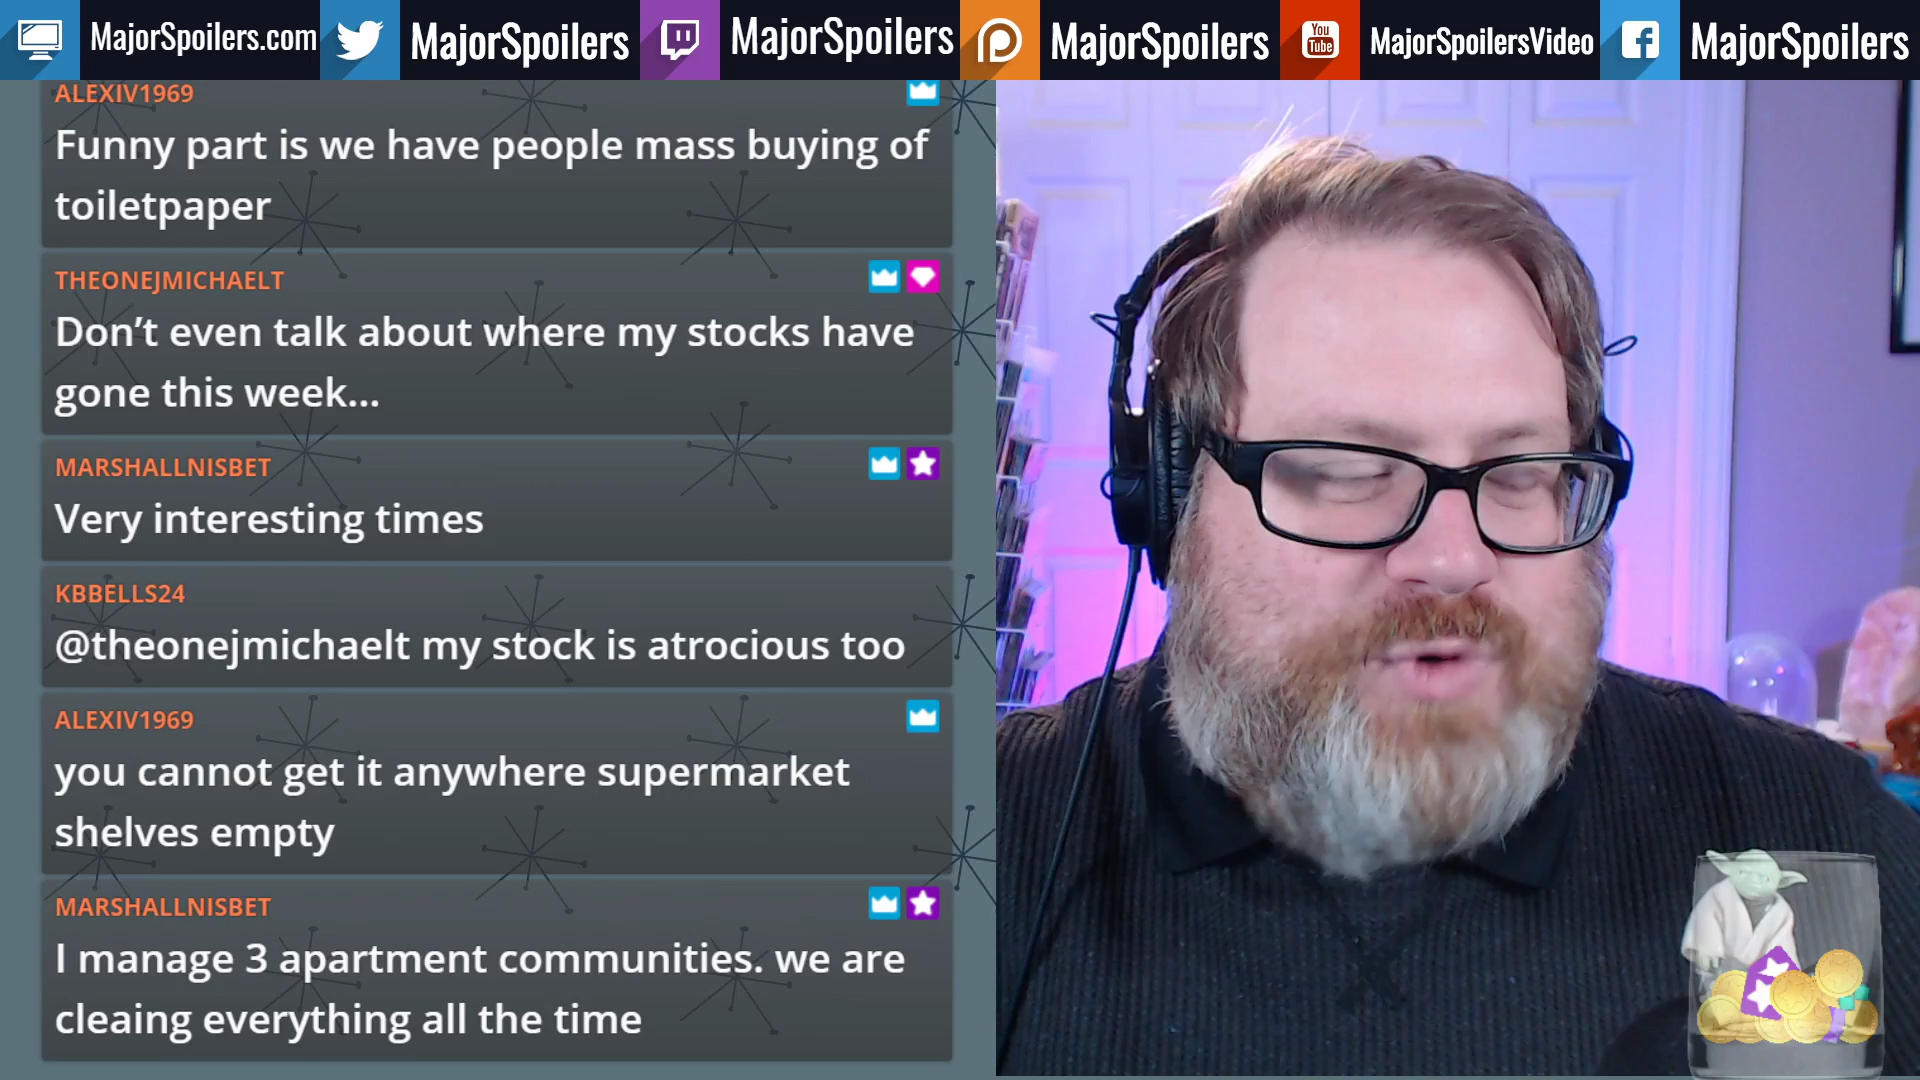 MajorSpoilers.com
MajorSpoilers
MajorSpoilers
MajorSpoilers
You
Tube
MajorSpoilersVideo
MajorSpoilers
ALEXIV1969
Funny part is we have people mass buying of
toiletpaper
THEONEJMICHAELT
Don’t even talk about where my stocks have
gone this week...
MARSHALLNISBET
Very interesting times
KBBELLS24
@theonejmichaelt my stock is atrocious too
ALEXIV1969
you cannot get it anywhere supermarket
shelves empty
MARSHALLNISBET
I manage 3 apartment communities. we are
cleaing everything all the time